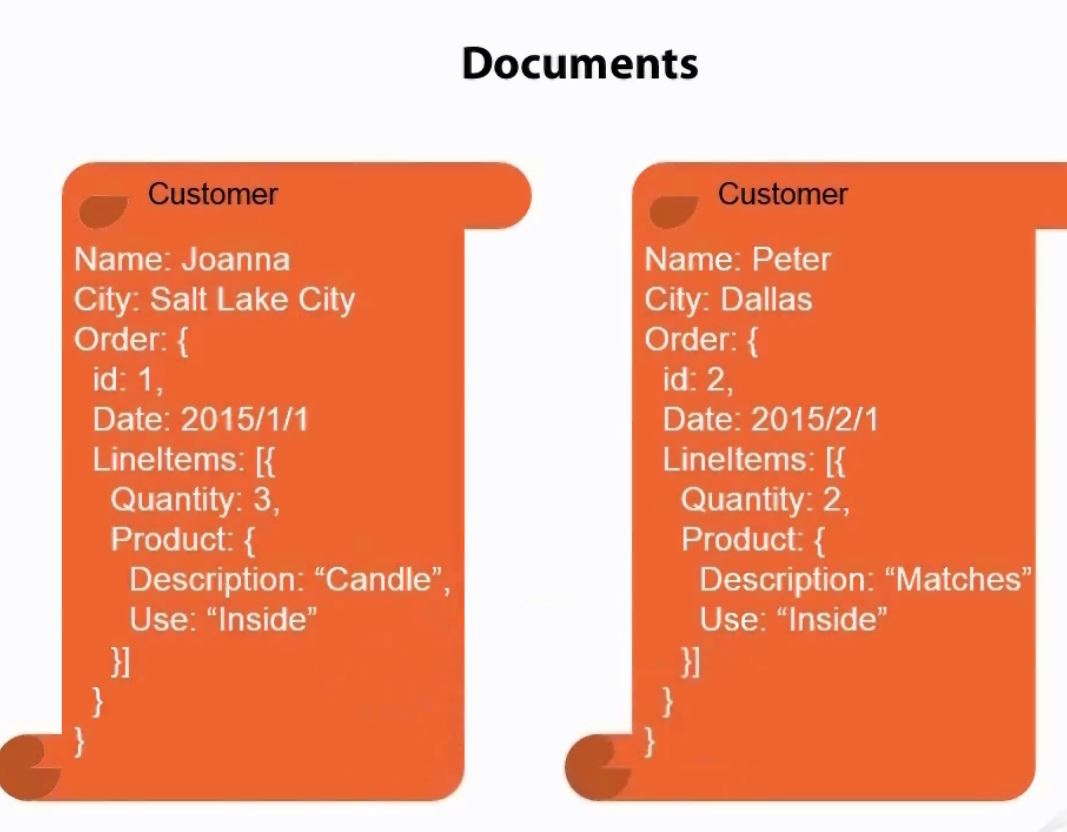 Documents
Customer
Name: Joanna
City: Salt Lake City
Order: {
id: 1,
Date: 2015/1/1
LineItems: [{
Quantity: 3,
Product: {
Description: “Candle”,
Use: “Inside”
}]
}
}
Customer
Name: Peter
City: Dallas
Order: {
id: 2,
Date: 2015/2/1
LineItems: [{
Quantity: 2,
Product: {
Description: “Matches”
Use: “Inside”
}]
}
}